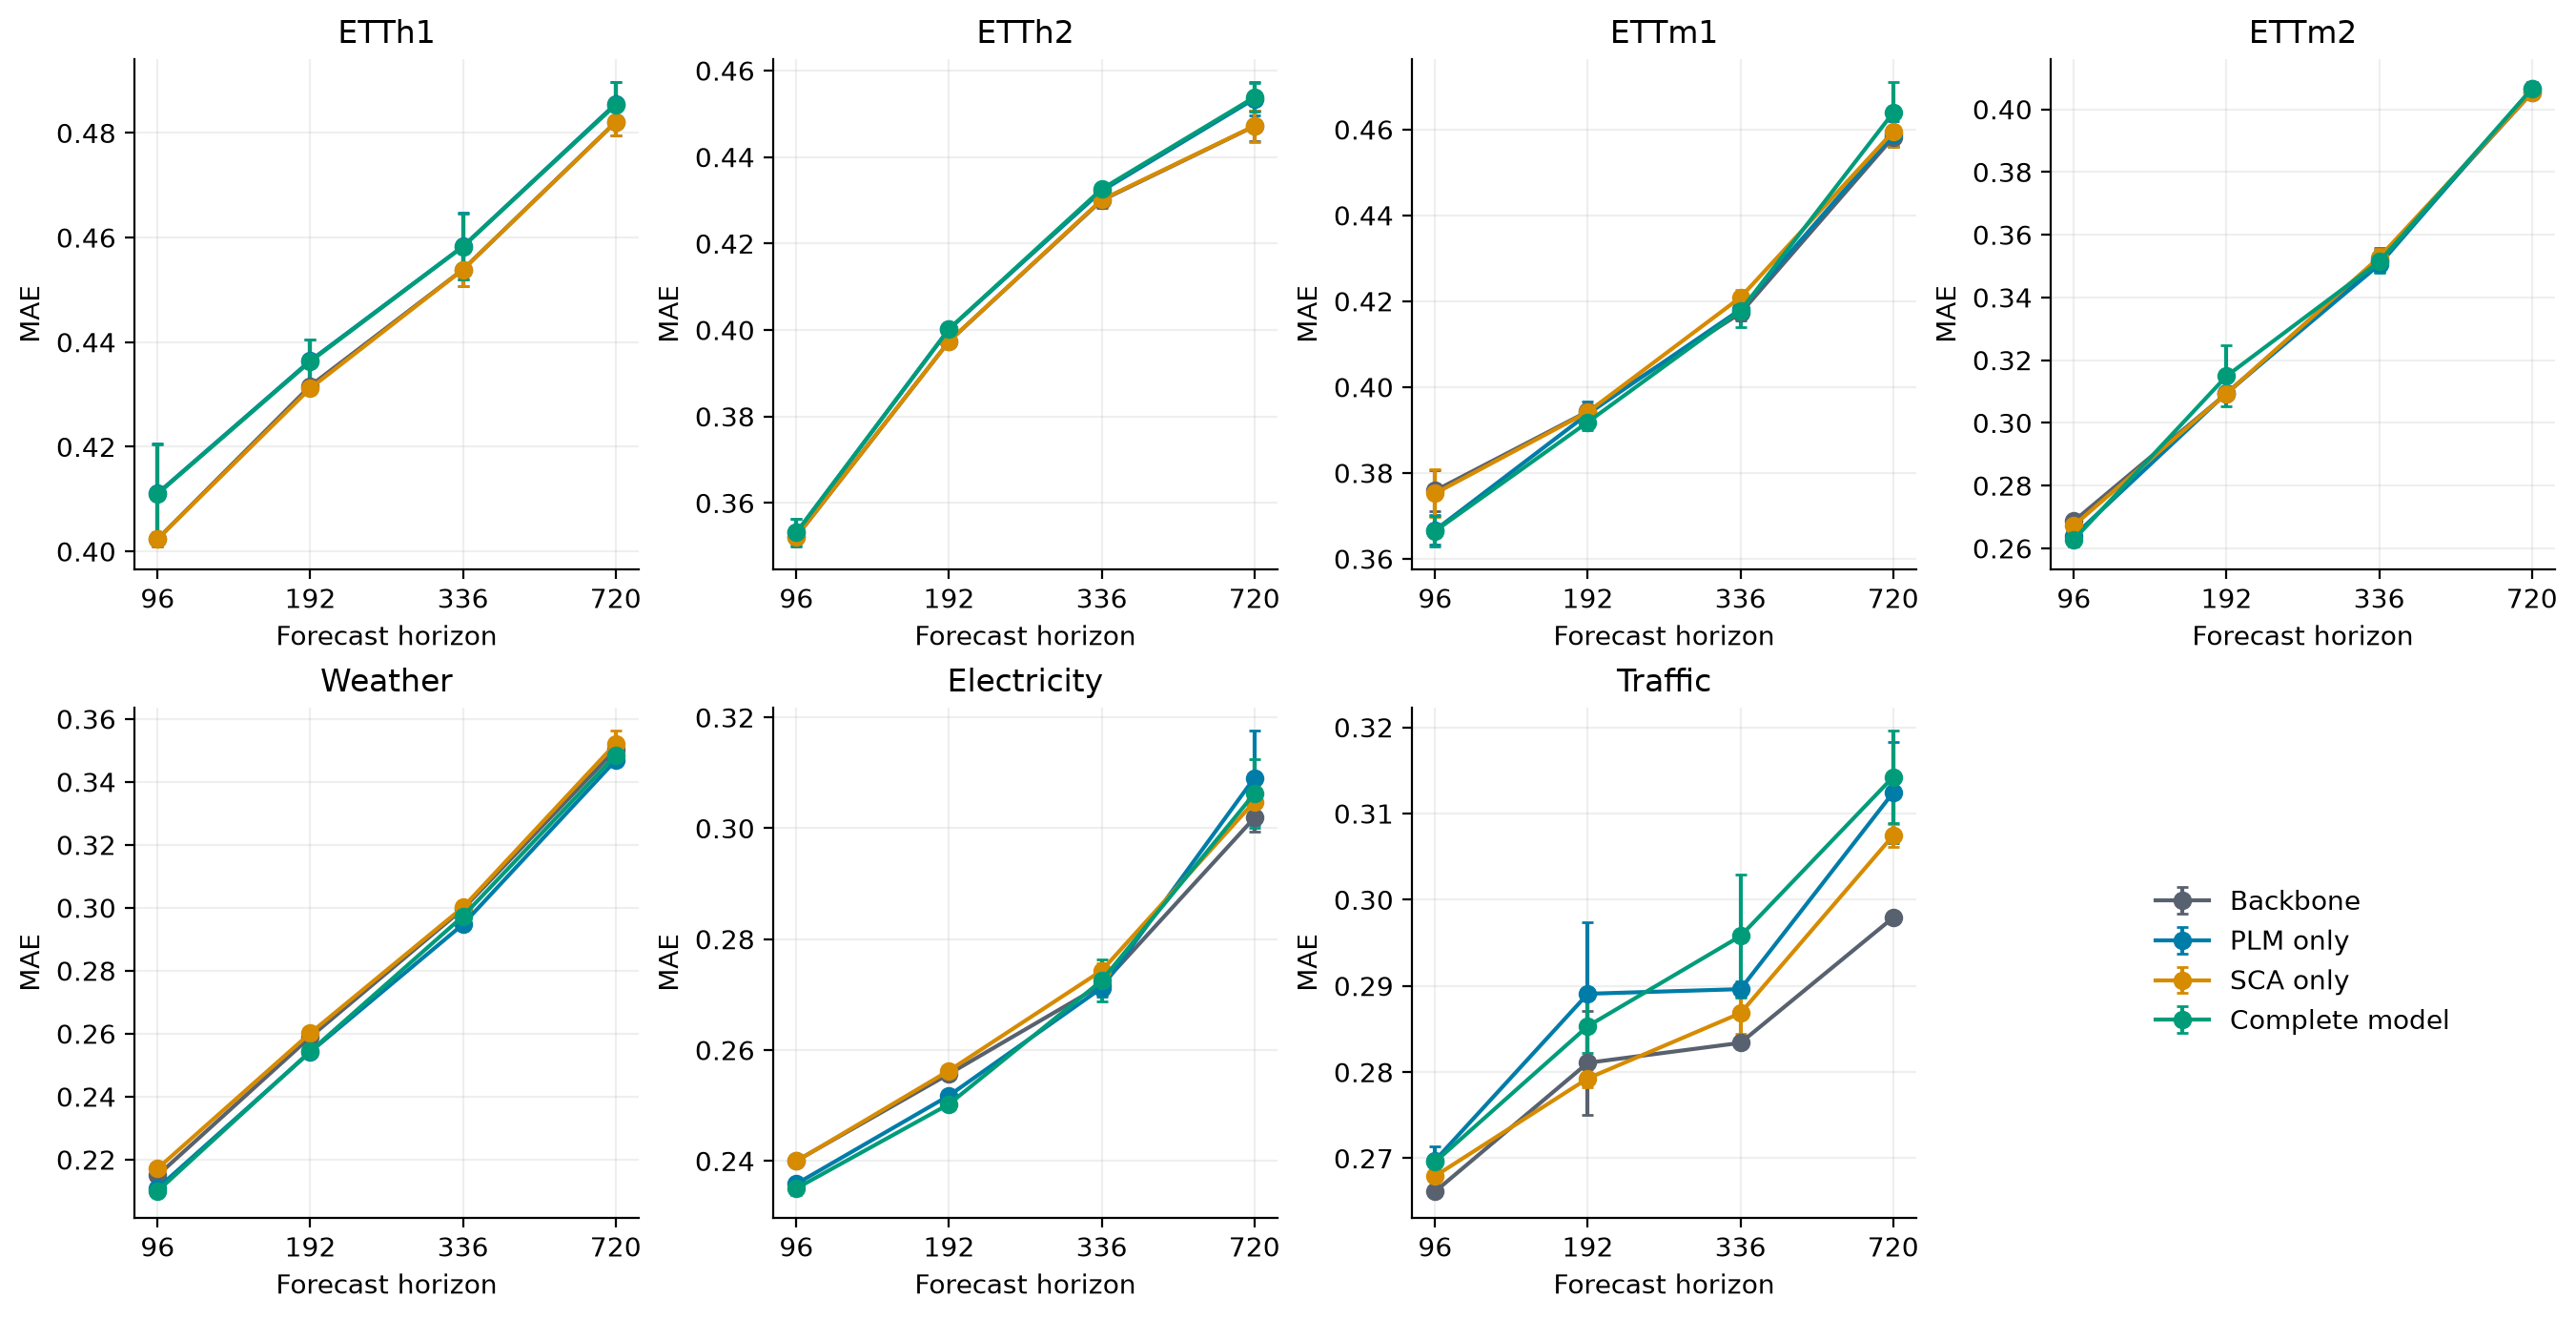 ETTh1
0.48
0.46
0.44
0.42
0.40
MAE
96 192 336 720
Forecast horizon
ETTh2
0.46
0.44
0.42
0.40
0.38
0.36
MAE
96 192 336 720
Forecast horizon
ETTm1
0.46
0.44
0.42
0.40
0.38
0.36
MAE
96 192 336 720
Forecast horizon
ETTm2
0.40
0.38
0.36
0.34
0.32
0.30
0.28
0.26
MAE
96 192 336 720
Forecast horizon
Weather
0.36
0.34
0.32
0.30
0.28
0.26
0.24
0.22
MAE
96 192 336 720
Forecast horizon
Electricity
0.32
0.30
0.28
0.26
0.24
MAE
96 192 336 720
Forecast horizon
Traffic
0.32
0.31
0.30
0.29
0.28
0.27
MAE
96 192 336 720
Forecast horizon
Backbone
PLM only
SCA only
Complete model